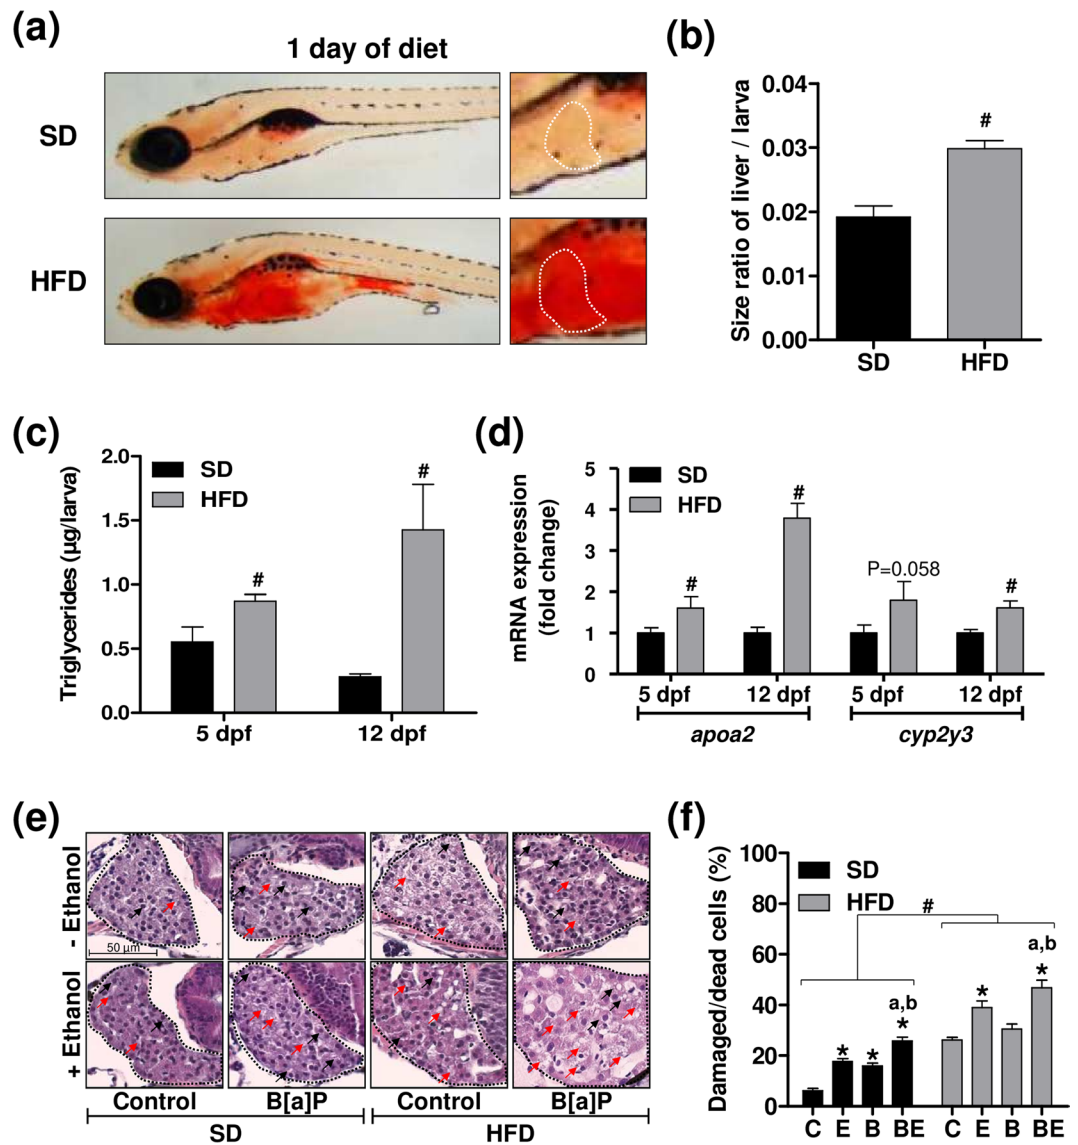 (a)
1 day of diet
SD
HFD
(b)
Size ratio of liver / larva
0.04
0.03
0.02
0.01
0.00
#
SD
HFD
(c)
Triglycerides (µg/larva)
2.0
1.5
1.0
0.5
0.0
SD
HFD
#
#
5 dpf
12 dpf
(d)
mRNA expression
(fold change)
5
4
3
2
1
0
SD
HFD
#
#
P=0.058
#
5 dpf
12 dpf
5 dpf
12 dpf
apoa2
cyp2y3
(e)
- Ethanol
+ Ethanol
50 µm
Control
B[a]P
Control
B[a]P
SD
HFD
(f)
Damaged/dead cells (%)
100
80
60
40
20
0
SD
HFD
#
*
*
a,b
*
*
a,b
*
C E B BE C E B BE